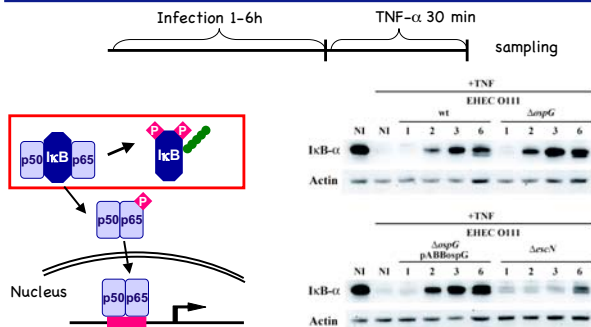 Infection 1-6h
TNF-α 30 min
sampling
p50 IκB p65
P P
IκB
P
p50 p65
Nucleus
p50 p65
+TNF
EHEC O111
wt ΔospG
NI NI 1 2 3 6 1 2 3 6
IκB-α
Actin
+TNF
EHEC O111
ΔospG
pABBospG
ΔescN
NI NI 1 2 3 6 1 2 3 6
IκB-α
Actin